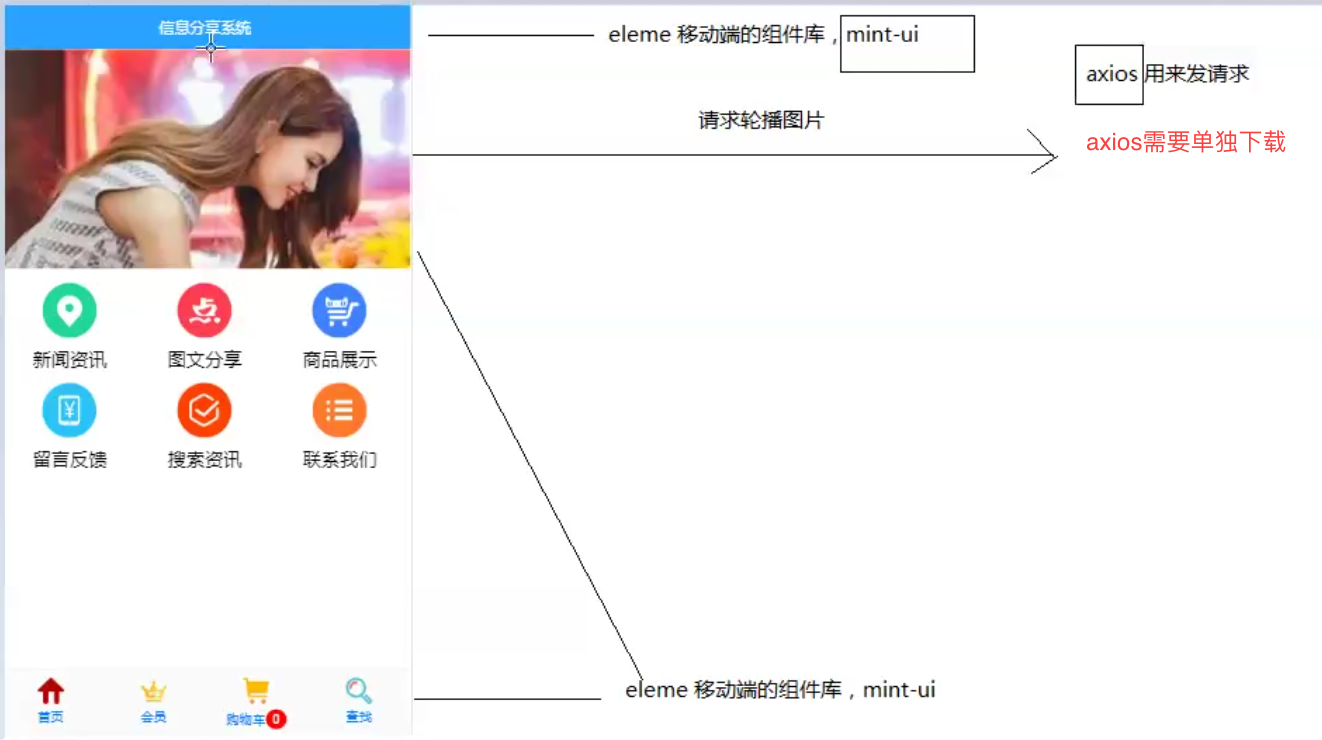 信息分享系统
eleme 移动端的组件库，mint-ui
axios 用来发请求
请求轮播图片
axios需要单独下载
新闻资讯 图文分享 商品展示
留言反馈 搜索资讯 联系我们
eleme 移动端的组件库，mint-ui
首页 会员 购物车 0 查找